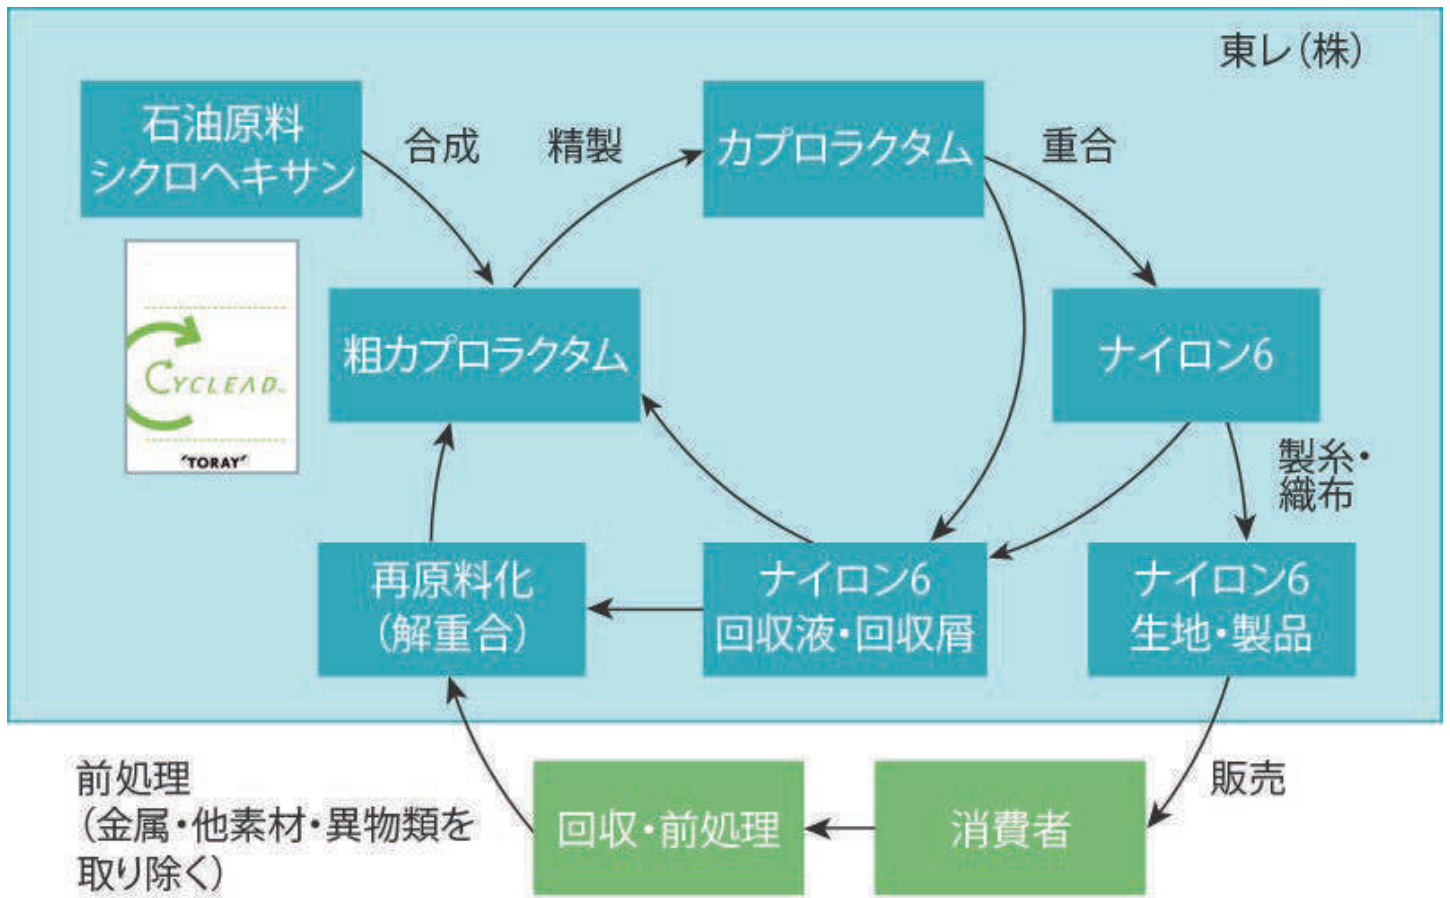 東レ(株)
石油原料
シクロヘキサン
合成
精製
カプロラクタム
重合
粗カプロラクタム
ナイロン6
CYCLEAD™
TORAY
製糸・
織布
再原料化
(解重合)
ナイロン6
回収液・回収屑
ナイロン6
生地・製品
前処理
(金属・他素材・異物類を
取り除く)
回収・前処理
消費者
販売